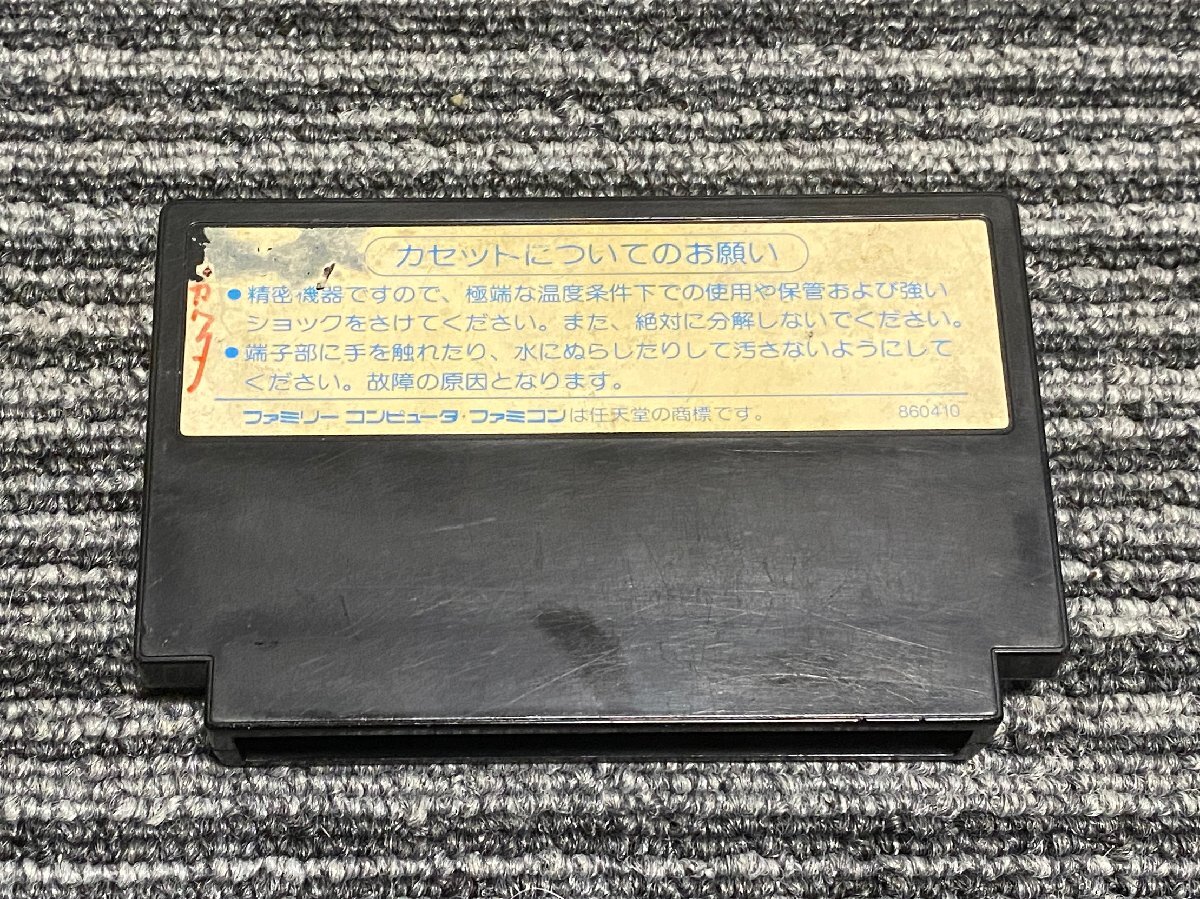 カセットについてのお願い
●精密機器ですので、極端な温度条件下での使用や保管および強い
ショックをさけてください。また、絶対に分解しないでください。
●端子部に手を触れたり、水にぬらしたりして汚さないようにして
ください。故障の原因となります。
ファミリーコンピュータ・ファミコンは任天堂の商標です。 860410